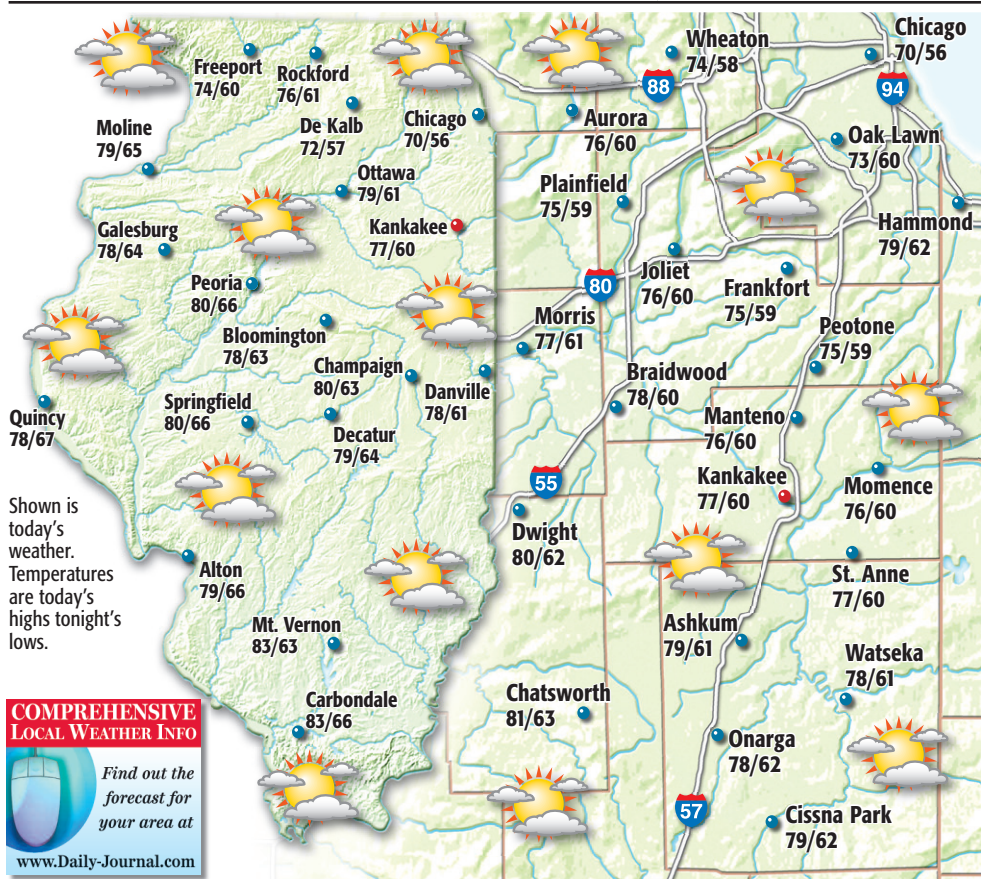 Freeport
74/60
Rockford
76/61
De Kalb
72/57
Chicago
70/56
Moline
79/65
Ottawa
79/61
Galesburg
78/64
Kankakee
77/60
Peoria
80/66
Bloomington
78/63
Champaign
80/63
Danville
78/61
Quincy
78/67
Springfield
80/66
Decatur
79/64
Shown is
today's
weather.
Temperatures
are today's
highs tonight's
lows.
Alton
79/66
Mt. Vernon
83/63
Carbondale
83/66
COMPREHENSIVE
LOCAL WEATHER INFO
Find out the
forecast for
your area at
www.Daily-Journal.com
Wheaton
74/58
Chicago
70/56
88
94
Aurora
76/60
Oak Lawn
73/60
Plainfield
75/59
Hammond
79/62
Joliet
76/60
80
Frankfort
75/59
Morris
77/61
Peotone
75/59
Braidwood
78/60
Manteno
76/60
55
Kankakee
77/60
Momence
76/60
Dwight
80/62
St. Anne
77/60
Ashkum
79/61
Watseka
78/61
Chatsworth
81/63
Onarga
78/62
57
Cissna Park
79/62